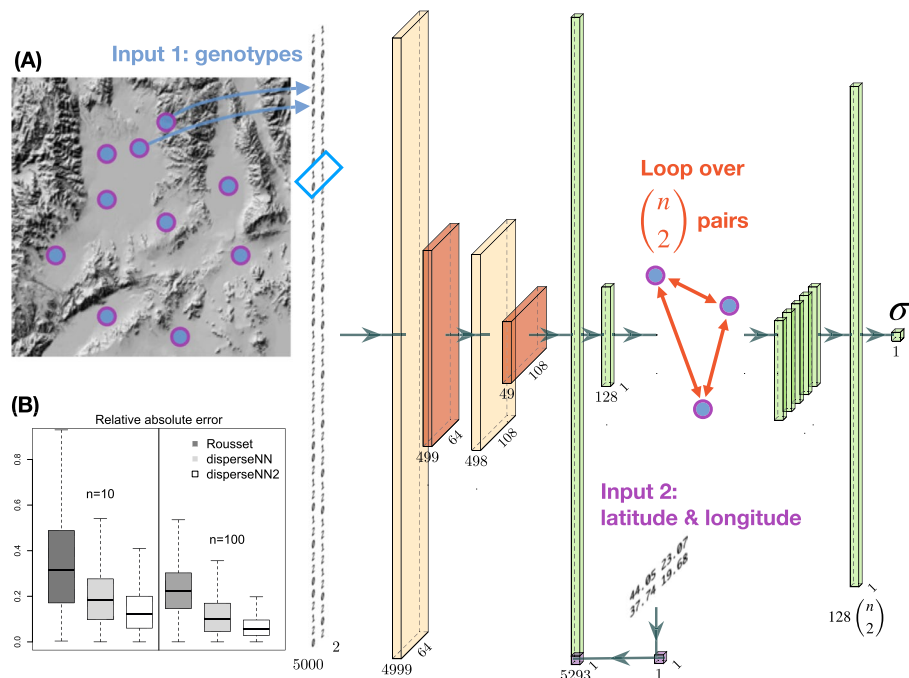 (A)
Input 1: genotypes
Loop over
(n 2) pairs
σ
1
128 1
49
108
499
64
498
108
(B)
Relative absolute error
Rousset
disperseNN
disperseNN2
n=10
n=100
0.0
0.2
0.4
0.6
0.8
Input 2:
latitude & longitude
44.05 23.07
37.74 19.68
128 (n 2)
1
5000
2
4999
64
5293
1
1
1